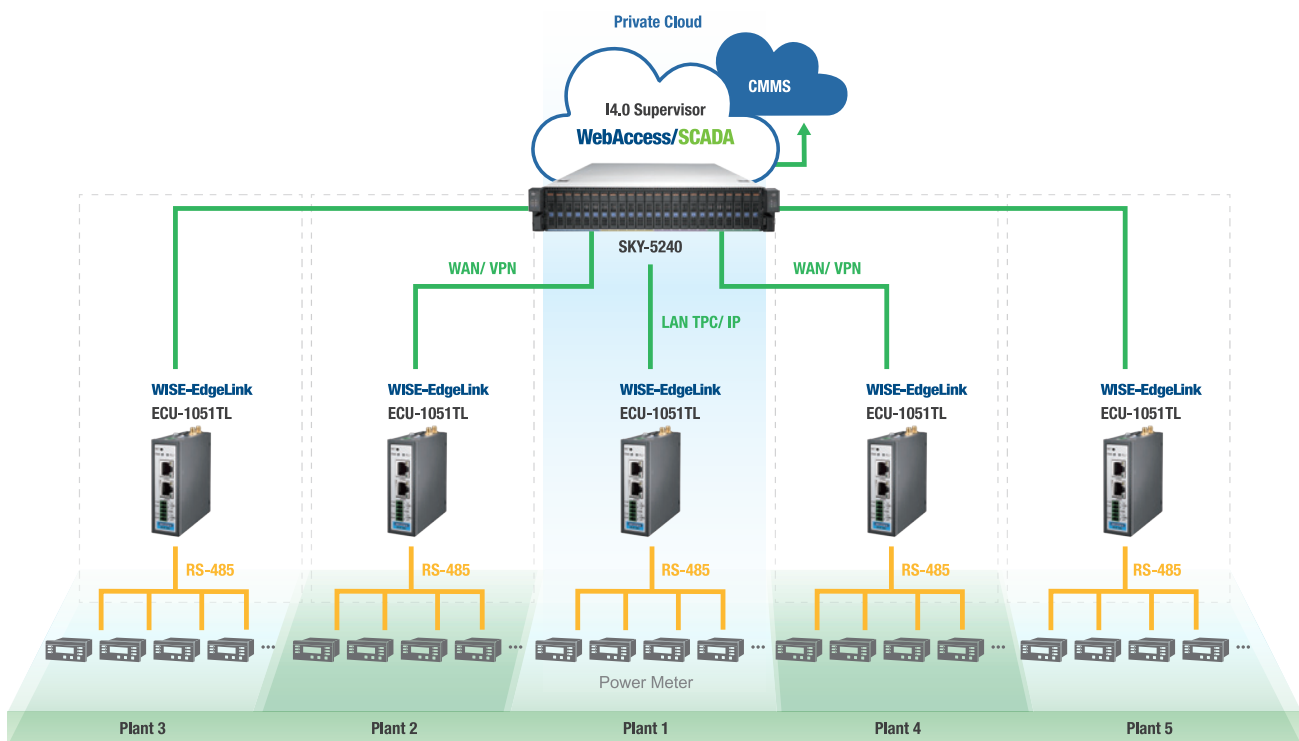 Private Cloud
CMMS
I4.0 Supervisor
WebAccess/SCADA
SKY-5240
WAN/ VPN
WAN/ VPN
LAN TPC/ IP
WISE-EdgeLink
ECU-1051TL
WISE-EdgeLink
ECU-1051TL
WISE-EdgeLink
ECU-1051TL
WISE-EdgeLink
ECU-1051TL
WISE-EdgeLink
ECU-1051TL
RS-485
RS-485
RS-485
RS-485
RS-485
...
...
...
...
...
Power Meter
Plant 3
Plant 2
Plant 1
Plant 4
Plant 5